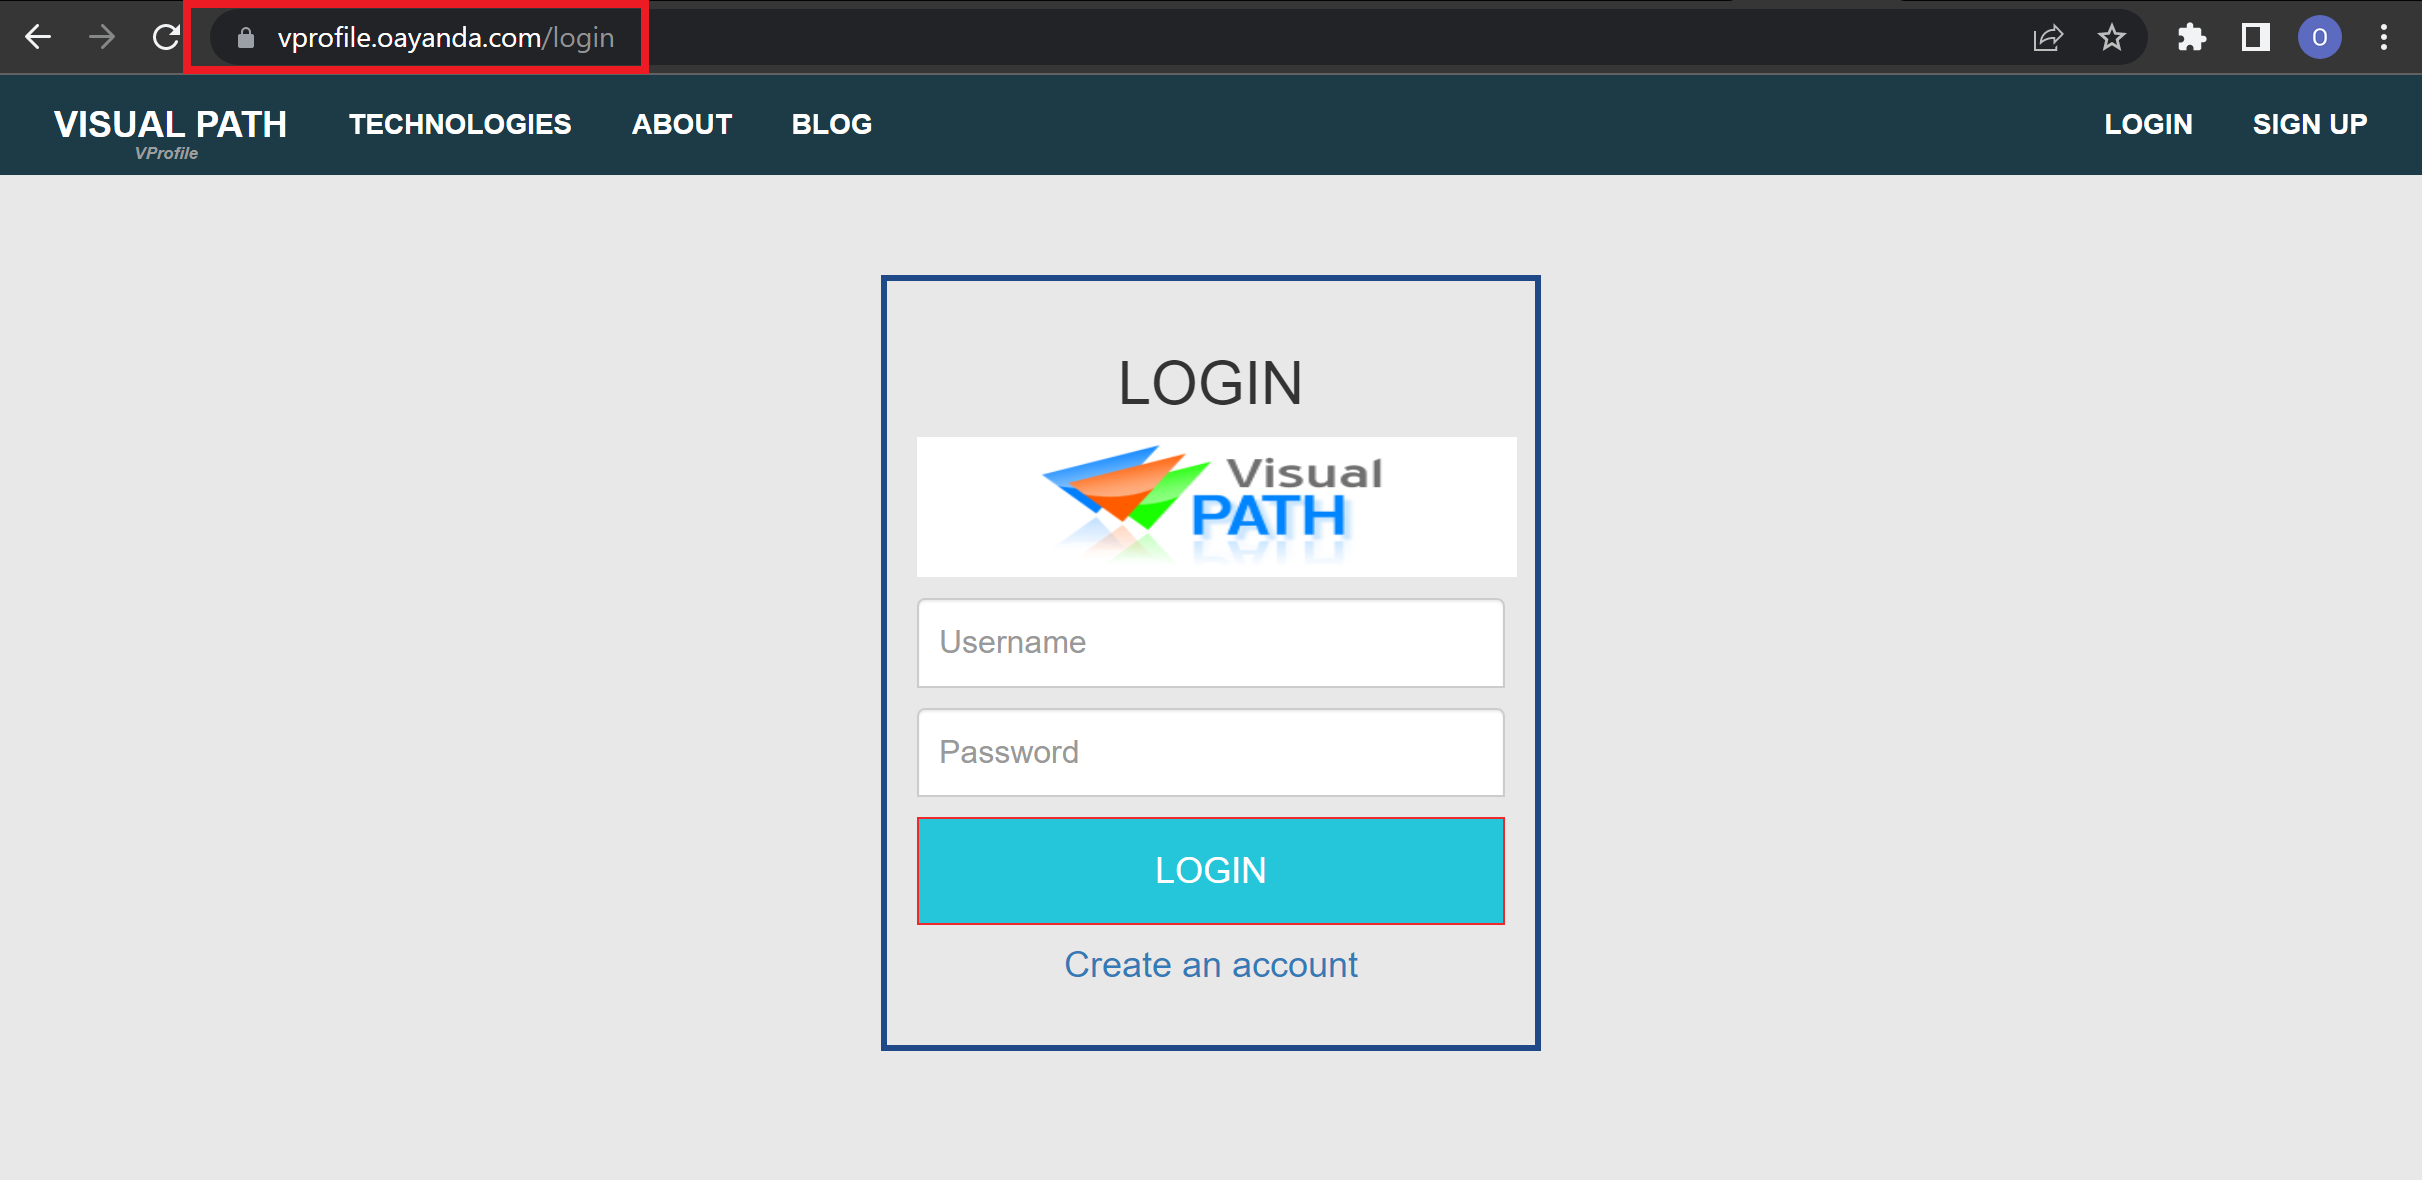 vprofile.oayanda.com/login
O
VISUAL PATH
VProfile
TECHNOLOGIES
ABOUT
BLOG
LOGIN
SIGN UP
LOGIN
Visual
PATH
Username
Password
LOGIN
Create an account